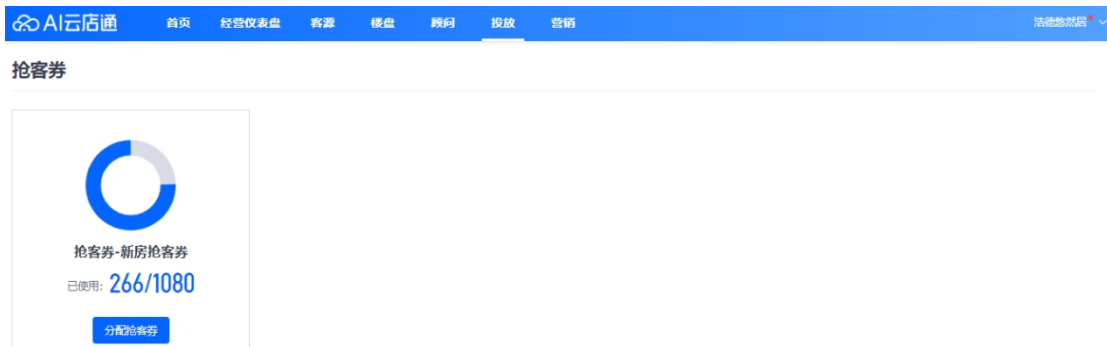 AI云店通 首页 经营仪表盘 客源 楼盘 顾问 投放 营销 浩德悠然居
抢客券
抢客券-新房抢客券
已使用: 266/1080
分配抢客券